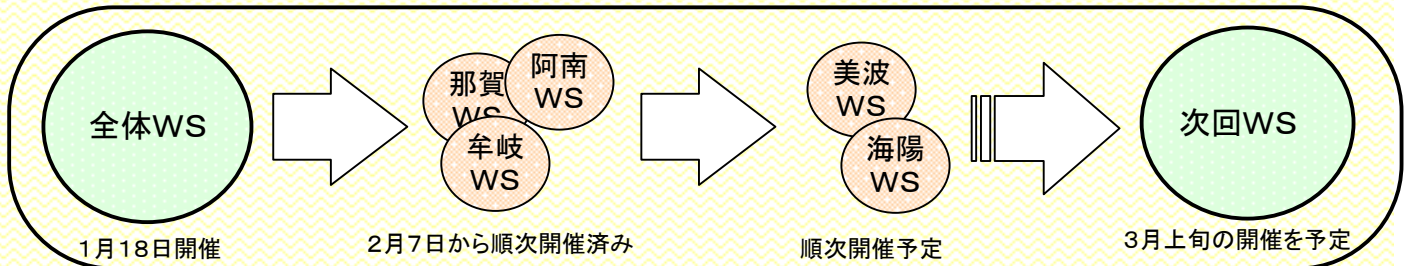 全体WS
1月18日開催
那賀
WS
阿南
WS
牟岐
WS
2月7日から順次開催済み
美波
WS
海陽
WS
順次開催予定
次回WS
3月上旬の開催を予定